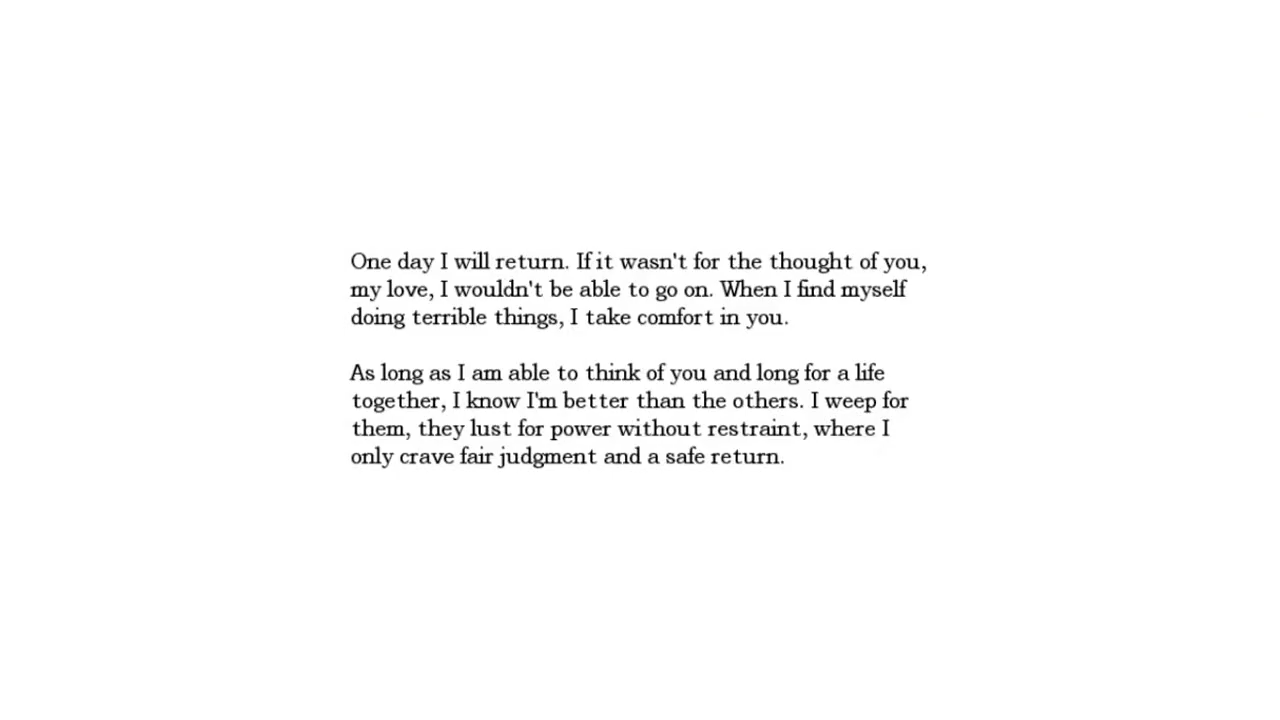 One day I will return. If it wasn't for the thought of you,
my love, I wouldn't be able to go on. When I find myself
doing terrible things, I take comfort in you.
As long as I am able to think of you and long for a life
together, I know I'm better than the others. I weep for
them, they lust for power without restraint, where I
only crave fair judgment and a safe return.